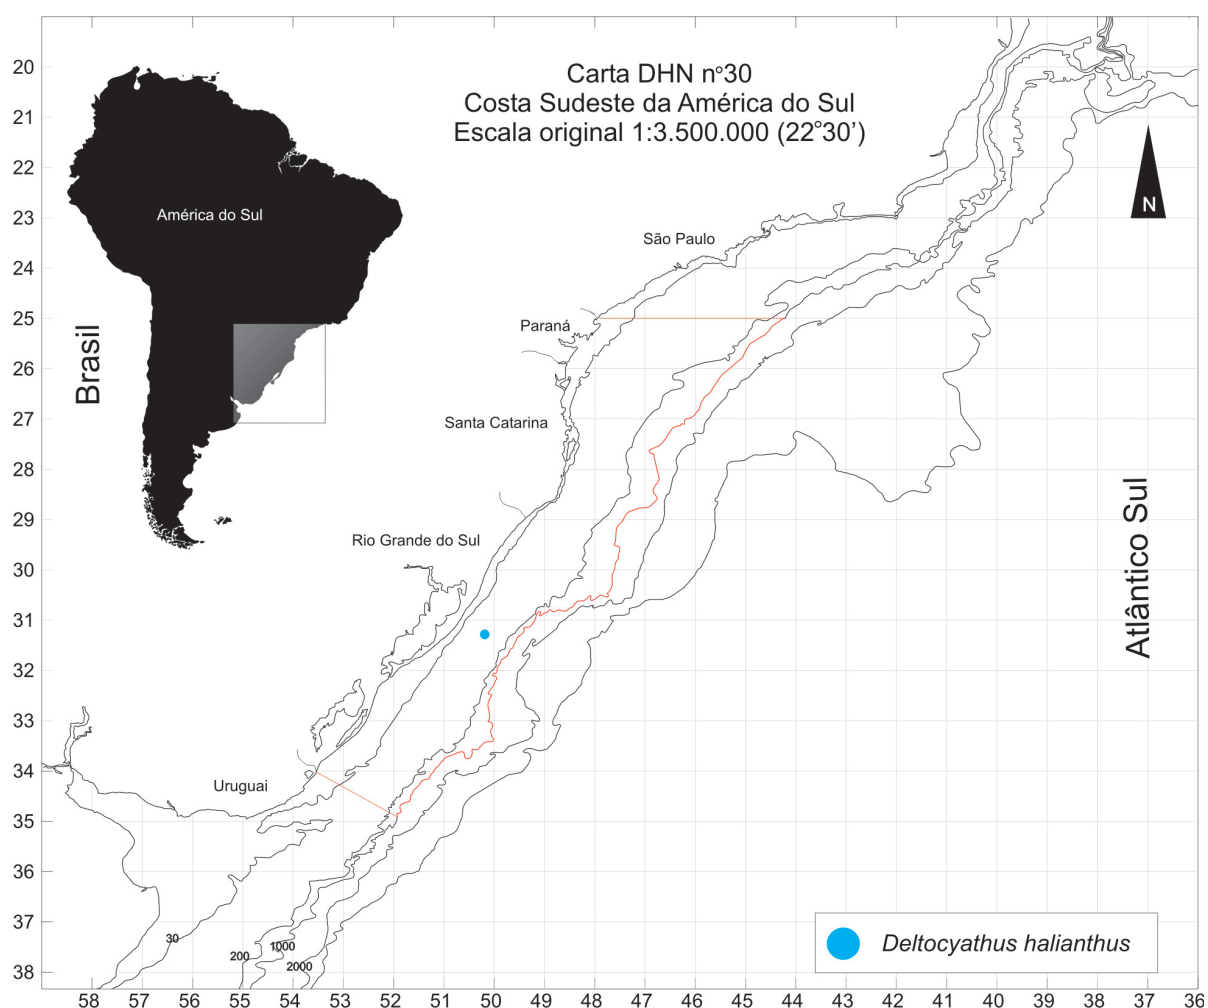 Carta DHN nº30
Costa Sudeste da América do Sul
Escala original 1:3.500.000 (22°30’)
América do Sul
Brasil
N
São Paulo
Paraná
Santa Catarina
Rio Grande do Sul
Uruguai
Atlântico Sul
20
21
22
23
24
25
26
27
28
29
30
31
32
33
34
35
36
37
38
30
200
1000
2000
Deltocyathus halianthus
58 57 56 55 54 53 52 51 50 49 48 47 46 45 44 43 42 41 40 39 38 37 36